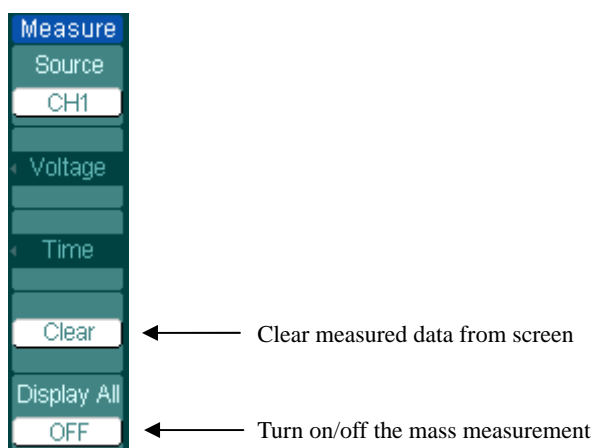 Measure
Source
CH1
Voltage
Time
Clear
Clear measured data from screen
Display All
OFF
Turn on/off the mass measurement